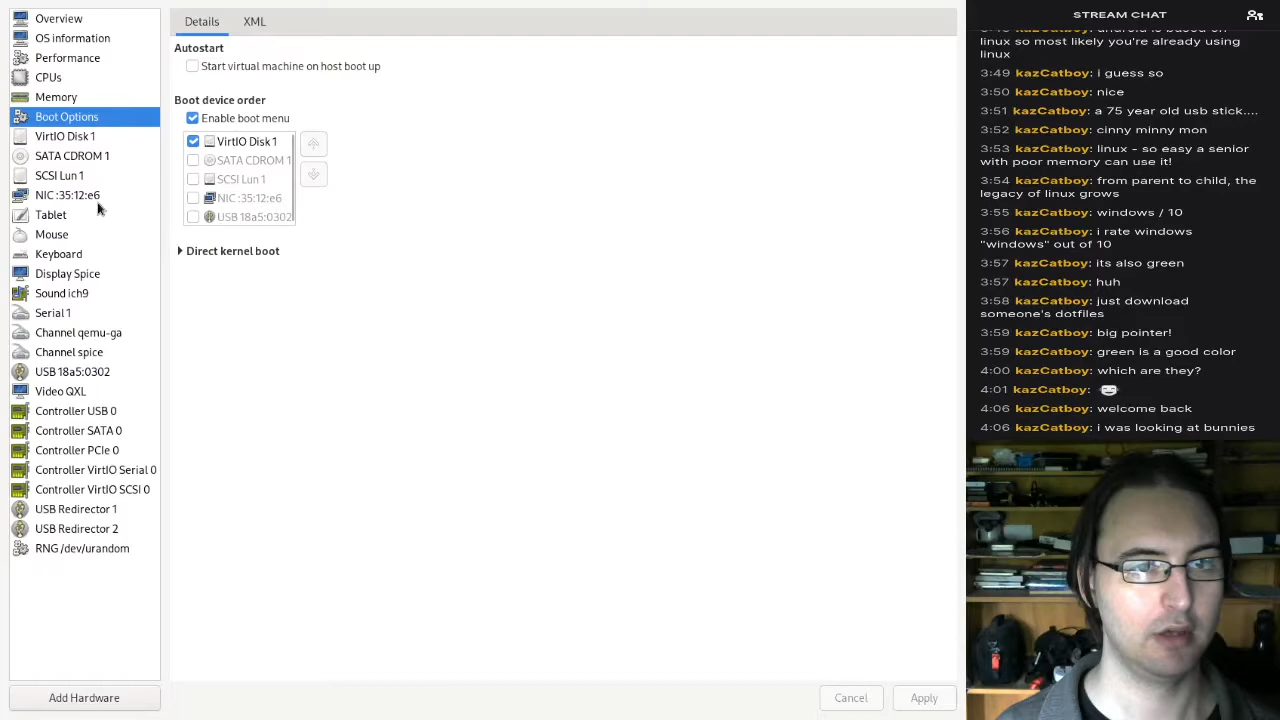 Overview
OS information
Performance
CPUs
Memory
Boot Options
VirtIO Disk 1
SATA CDROM 1
SCSI Lun 1
NIC :35:12:e6
Tablet
Mouse
Keyboard
Display Spice
Sound ich9
Serial 1
Channel qemu-ga
Channel spice
USB 18a5:0302
Video QXL
Controller USB 0
Controller SATA 0
Controller PCIe 0
Controller VirtIO Serial 0
Controller VirtIO SCSI 0
USB Redirector 1
USB Redirector 2
RNG /dev/urandom
Add Hardware
Details XML
Autostart
Start virtual machine on host boot up
Boot device order
Enable boot menu
VirtIO Disk 1
SATA CDROM 1
SCSI Lun 1
NIC :35:12:e6
USB 18a5:0302
Direct kernel boot
Cancel Apply
STREAM CHAT
3:48 kazCatboy: android is based on
linux so most likely you're already using
linux
3:49 kazCatboy: i guess so
3:50 kazCatboy: nice
3:51 kazCatboy: a 75 year old usb stick....
3:52 kazCatboy: cinny minny mon
3:53 kazCatboy: linux - so easy a senior
with poor memory can use it!
3:54 kazCatboy: from parent to child, the
legacy of linux grows
3:55 kazCatboy: windows / 10
3:56 kazCatboy: i rate windows
"windows" out of 10
3:57 kazCatboy: its also green
3:57 kazCatboy: huh
3:58 kazCatboy: just download
someone's dotfiles
3:59 kazCatboy: big pointer!
3:59 kazCatboy: green is a good color
4:00 kazCatboy: which are they?
4:01 kazCatboy:
4:06 kazCatboy: welcome back
4:06 kazCatboy: i was looking at bunnies